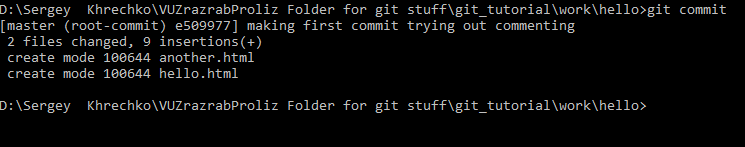 D:\Sergey  Khrechko\VUZrazrabProliz Folder for git stuff\git_tutorial\work\hello>git commit
[master (root-commit) e509977] making first commit trying out commenting
 2 files changed, 9 insertions(+)
 create mode 100644 another.html
 create mode 100644 hello.html
D:\Sergey  Khrechko\VUZrazrabProliz Folder for git stuff\git_tutorial\work\hello>